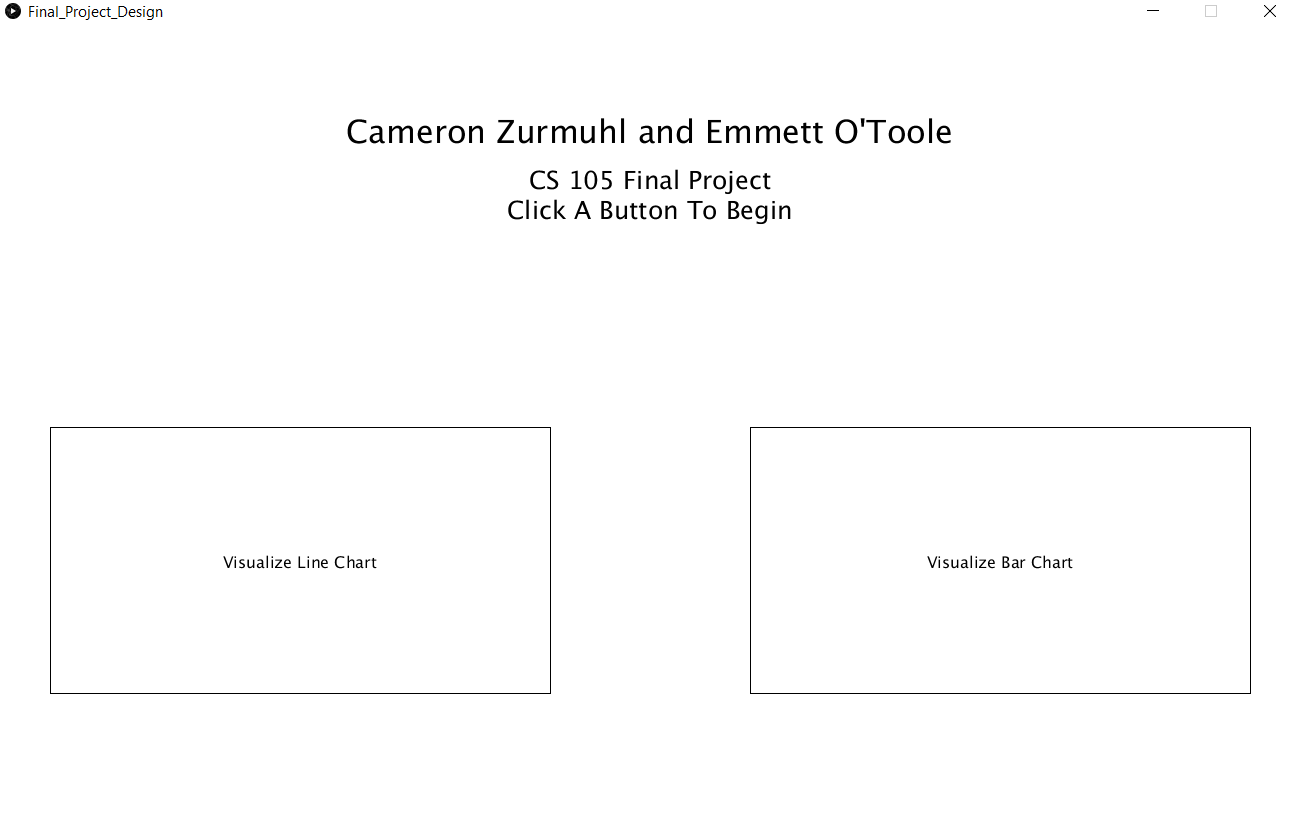 Final_Project_Design
Cameron Zurmuhl and Emmett O'Toole
CS 105 Final Project
Click A Button To Begin
Visualize Line Chart
Visualize Bar Chart